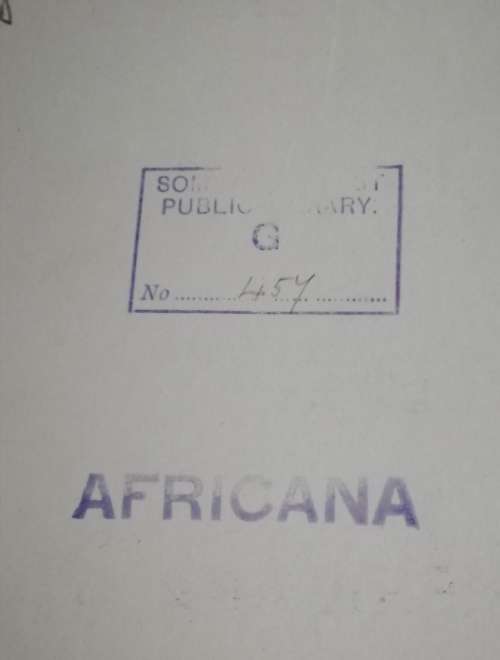 PUBLIC
G
No ........ 457 ............
AFRICANA